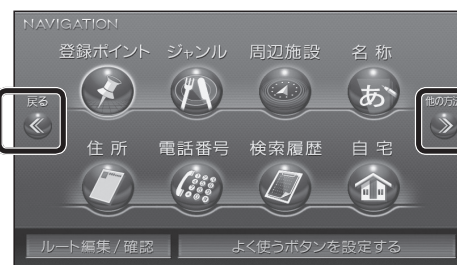 NAVIGATION
登録ポイント ジャンル 周辺施設 名称
戻る あ 他の方法
住所 電話番号 検索履歴 自宅
ルート編集/確認 よく使うボタンを設定する